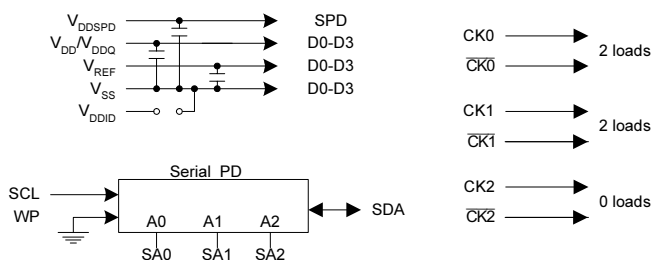 VDDSPD SPD
VDD/VDDQ D0-D3
VREF D0-D3
VSS D0-D3
VDDID
Serial PD
SCL
WP
A0 A1 A2
SDA
SA0 SA1 SA2
CK0
CK0
2 loads
CK1
CK1
2 loads
CK2
CK2
0 loads